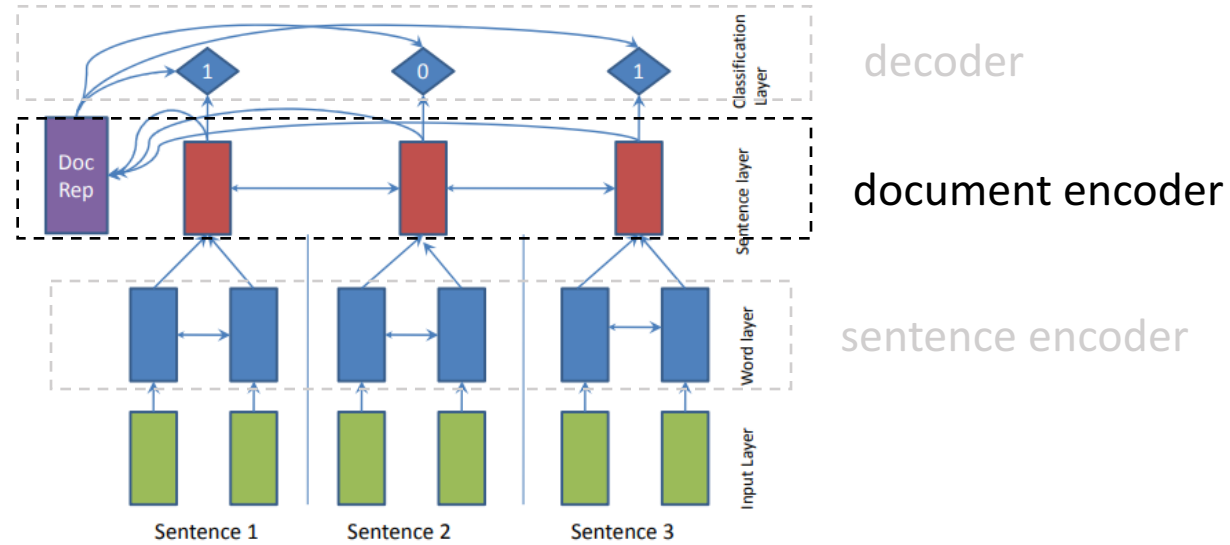 Classification
Layer
decoder
1
0
1
Doc
Rep
Sentence layer
document encoder
Word layer
sentence encoder
Input Layer
Sentence 1
Sentence 2
Sentence 3